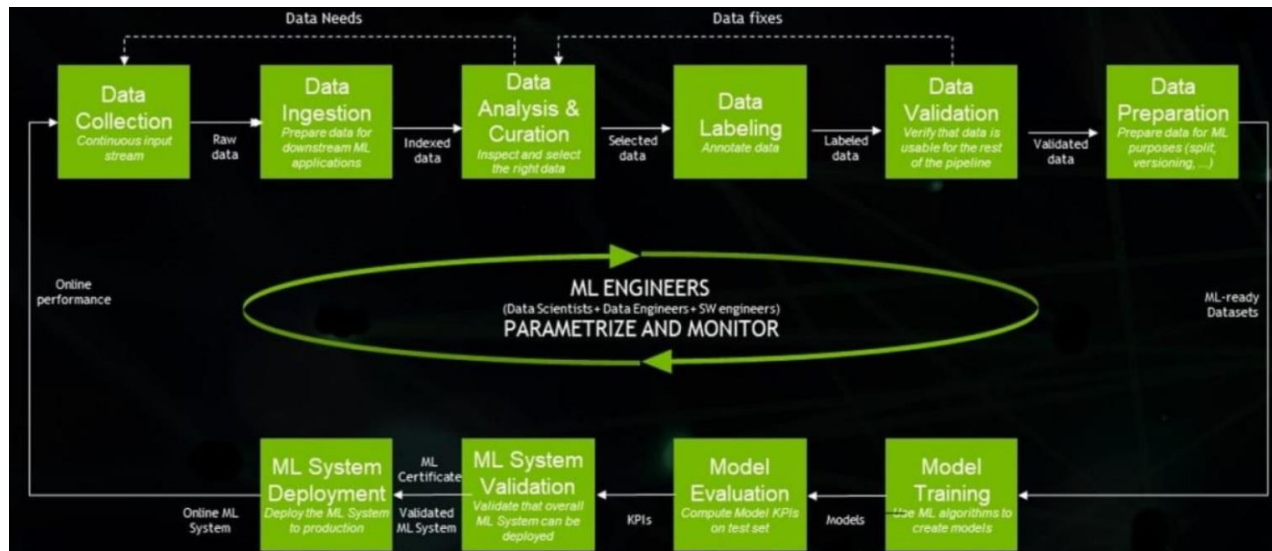 Data Needs
Data fixes
Data
Collection
Continuous input
stream
Raw
data
Data
Ingestion
Prepare data for
downstream ML
applications
Indexed
data
Data
Analysis &
Curation
Inspect and select
the right data
Selected
data
Data
Labeling
Annotate data
Labeled
data
Data
Validation
Verify that data is
usable for the rest
of the pipeline
Validated
data
Data
Preparation
Prepare data for ML
purposes (split,
versioning, ...)
Online
performance
ML ENGINEERS
(Data Scientists+ Data Engineers+ SW engineers)
PARAMETRIZE AND MONITOR
ML-ready
Datasets
Online ML
System
ML System
Deployment
Deploy the ML System
to production
ML
Certificate
Validated
ML System
ML System
Validation
Validate that overall
ML System can be
deployed
KPIs
Model
Evaluation
Compute Model KPIs
on test set
Models
Model
Training
Use ML algorithms to
create models